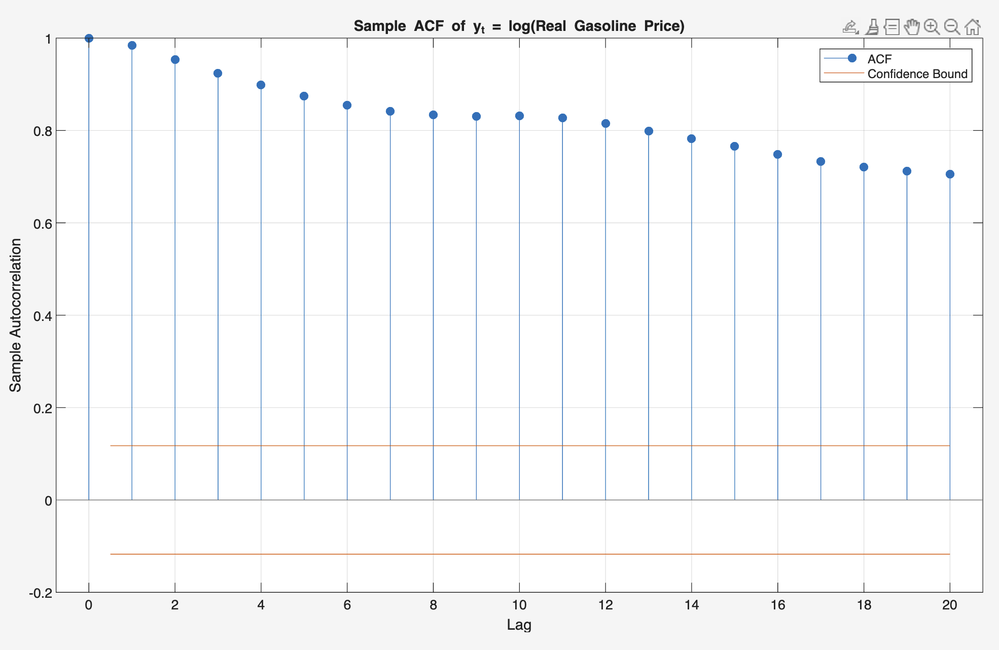 Sample ACF of yt = log(Real Gasoline Price)
ACF
Confidence Bound
1
0.8
0.6
0.4
0.2
0
-0.2
Sample Autocorrelation
0 2 4 6 8 10 12 14 16 18 20
Lag